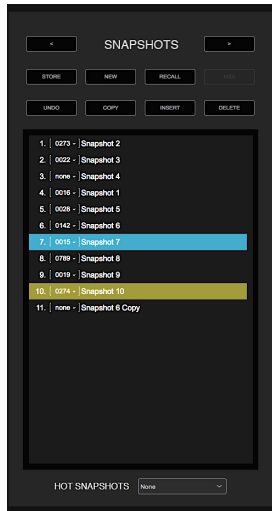 < SNAPSHOTS >
STORE NEW RECALL
UNDO COPY INSERT DELETE
1. 0273 - Snapshot 2
2. 0022 - Snapshot 3
3. none - Snapshot 4
4. 0016 - Snapshot 1
5. 0028 - Snapshot 5
6. 0142 - Snapshot 6
7. 0015 - Snapshot 7
8. 0789 - Snapshot 8
9. 0019 - Snapshot 9
10. 0274 - Snapshot 10
11. none - Snapshot 6 Copy
HOT SNAPSHOTS None